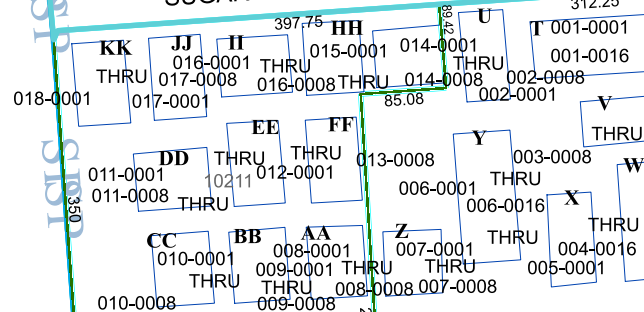 397.75
312.25
89.42
HH
U
T
001-0001
KK
JJ
II
014-0001
015-0001
001-0016
016-0001
THRU
THRU
THRU
017-0008
016-0008
THRU
014-0008
002-0008
018-0001
017-0001
002-0001
85.08
V
EE
FF
THRU
Y
DD
THRU
THRU
013-0008
003-0008
W
011-0001
012-0001
10211
THRU
011-0008
006-0001
THRU
006-0016
X
350
CC
BB
AA
Z
THRU
THRU
008-0001
007-0001
004-0016
010-0001
009-0001
THRU
THRU
005-0001
THRU
THRU
008-0008
007-0008
010-0008
009-0008